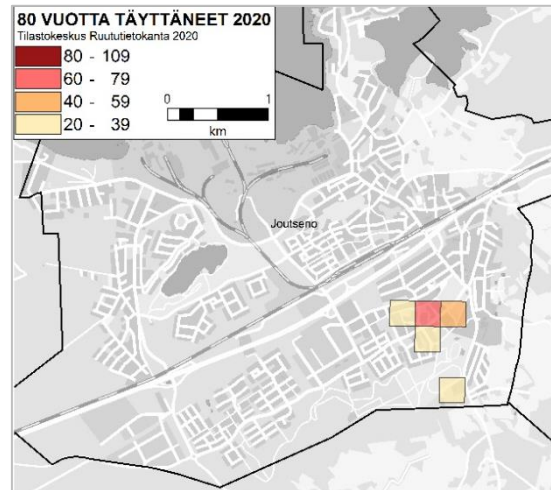 80 VUOTTA TÄYTTÄNEET 2020
Tilastokeskus Ruututietokanta 2020
80 - 109
60 - 79
40 - 59
20 - 39
0 1
km
Joutseno